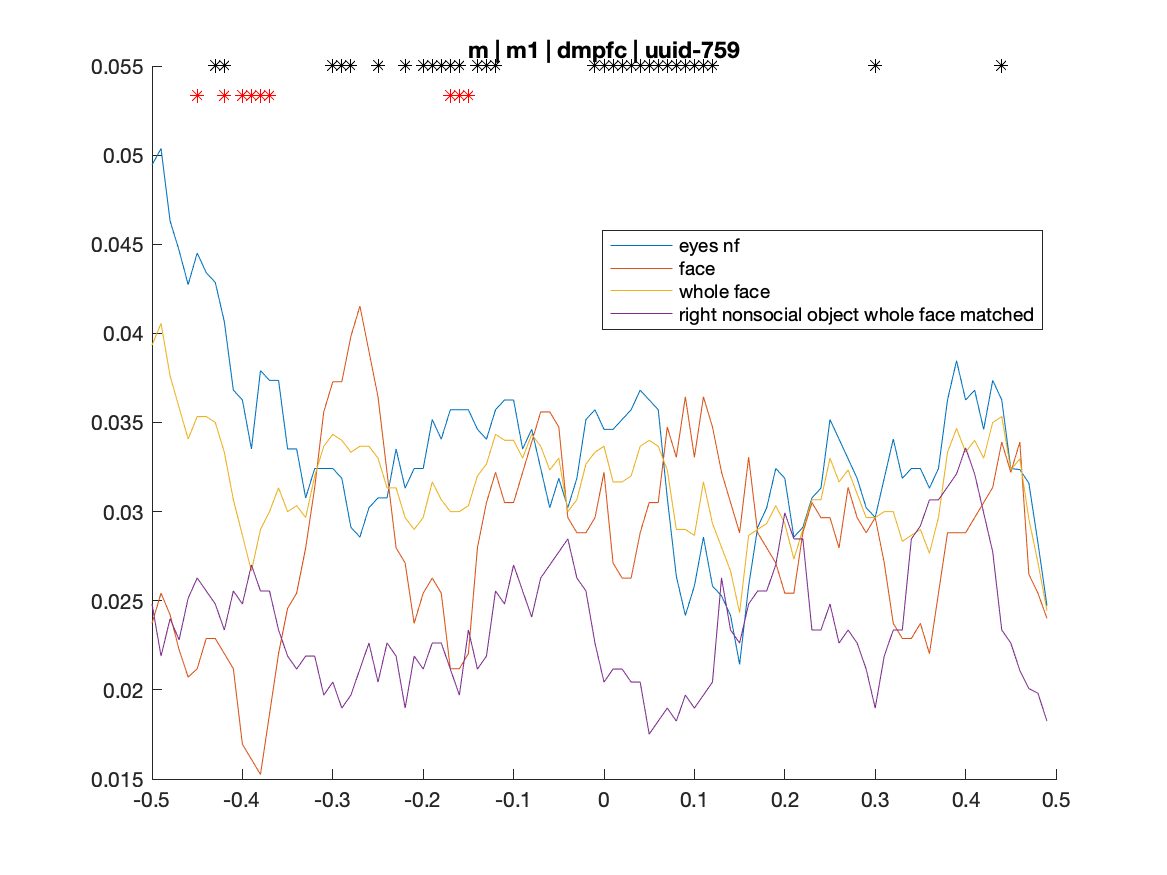 m | m1 | dmpfc | uuid-759
0.055
0.05
0.045
0.04
0.035
0.03
0.025
0.02
0.015
eyes nf
face
whole face
right nonsocial object whole face matched
-0.5 -0.4 -0.3 -0.2 -0.1 0 0.1 0.2 0.3 0.4 0.5